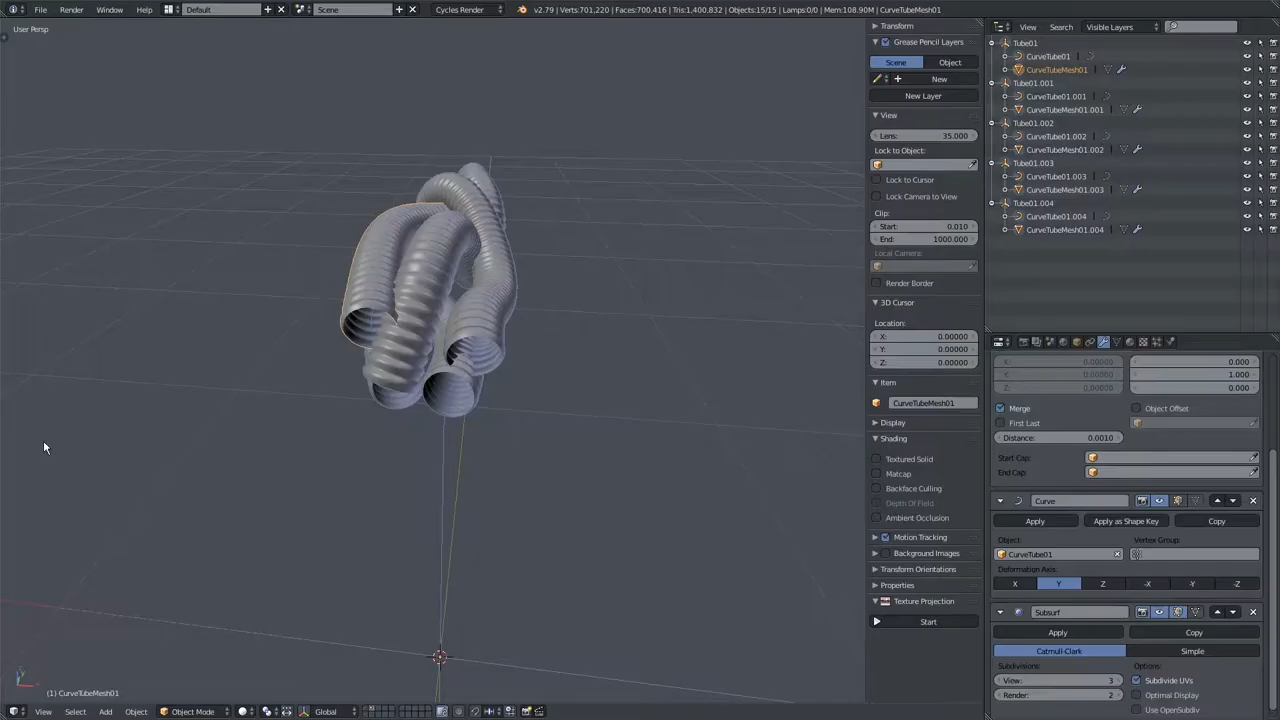 File Render Window Help Default Scene Cycles Render v2.79 | Verts:701,220 | Faces:700,416 | Tris:1,400,832 | Objects:15/15 | Lamps:0/0 | Mem:108.90M | CurveTubeMesh01
User Persp
Transform
Grease Pencil Layers
Scene Object
New
New Layer
View
Lens: 35.000
Lock to Object:
Lock to Cursor
Lock Camera to View
Clip:
Start: 0.010
End: 1000.000
Local Camera:
Render Border
3D Cursor
Location:
X: 0.00000
Y: 0.00000
Z: 0.00000
Item
CurveTubeMesh01
Display
Shading
Textured Solid
Matcap
Backface Culling
Depth Of Field
Ambient Occlusion
Motion Tracking
Background Images
Transform Orientations
Properties
Texture Projection
Start
View Search Visible Layers
Tube01
CurveTube01
CurveTubeMesh01
Tube01.001
CurveTube01.001
CurveTubeMesh01.001
Tube01.002
CurveTube01.002
CurveTubeMesh01.002
Tube01.003
CurveTube01.003
CurveTubeMesh01.003
Tube01.004
CurveTube01.004
CurveTubeMesh01.004
X: 0.00000 0.000
Y: 0.00000 1.000
Z: 0.00000 0.000
Merge Object Offset
First Last
Distance: 0.0010
Start Cap:
End Cap:
Curve
Apply Apply as Shape Key Copy
Object: Vertex Group:
CurveTube01
Deformation Axis:
X Y Z -X -Y -Z
Subsurf
Apply Copy
Catmull-Clark Simple
Subdivisions: Options:
View: 3 Subdivide UVs
Render: 2 Optimal Display
Use OpenSubdiv
(1) CurveTubeMesh01
View Select Add Object Object Mode Global